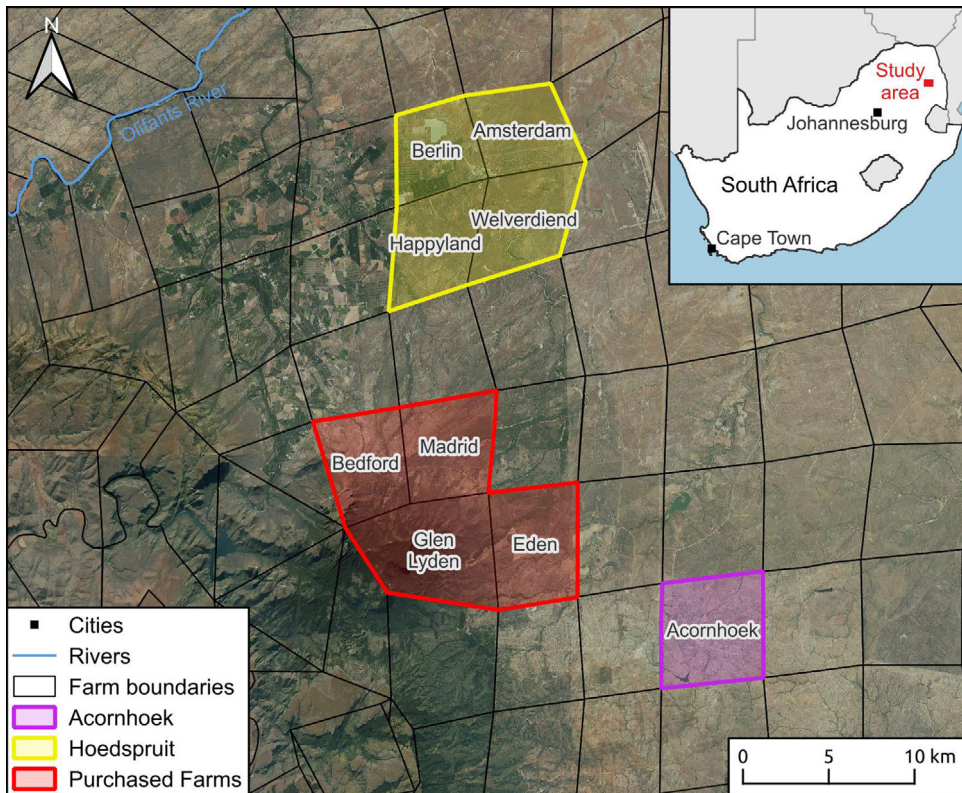 N
Olifants River
Berlin
Amsterdam
Happyland
Welverdiend
Bedford
Madrid
Glen
Lyden
Eden
Acornhoek
Study
area
Johannesburg
South Africa
Cape Town
Cities
Rivers
Farm boundaries
Acornhoek
Hoedspruit
Purchased Farms
0 5 10 km